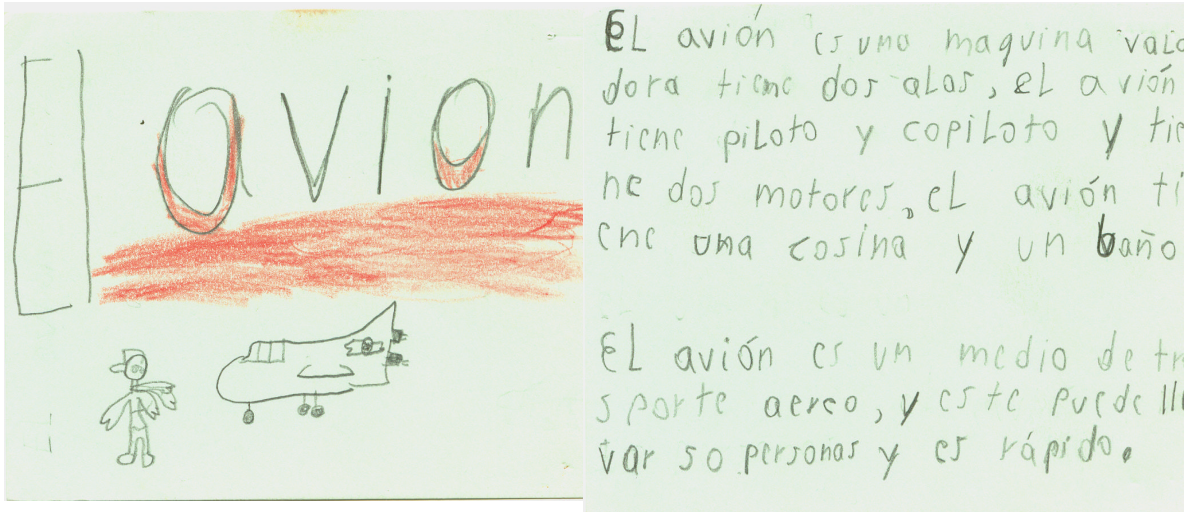 El avion
EL avión es una maquina
dora tiene dos alas, EL avión
tiene piloto y copiloto y tie
ne dos motores, eL avión ti
ene una cosina y un baño
EL avión es un medio de tr
sporte aereo, y este puede lle
var 50 personas y es rápido.